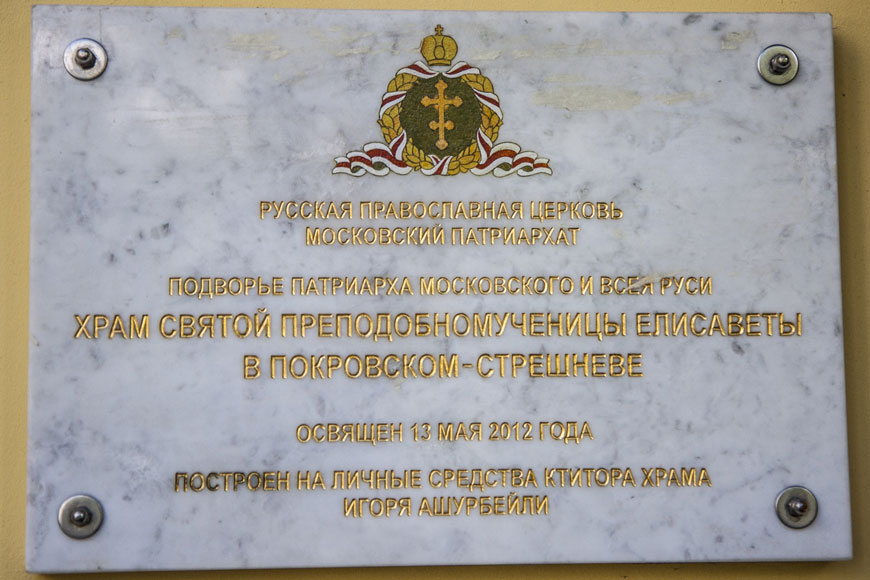 РУССКАЯ ПРАВОСЛАВНАЯ ЦЕРКОВЬ
МОСКОВСКИЙ ПАТРИАРХАТ
ПОДВОРЬЕ ПАТРИАРХА МОСКОВСКОГО И ВСЕЯ РУСИ
ХРАМ СВЯТОЙ ПРЕПОДОБНОМУЧЕНИЦЫ ЕЛИСАВЕТЫ
В ПОКРОВСКОМ-СТРЕШНЕВЕ
ОСВЯЩЕН 13 МАЯ 2012 ГОДА
ПОСТРОЕН НА ЛИЧНЫЕ СРЕДСТВА КТИТОРА ХРАМА
ИГОРЯ АШУРБЕЙЛИ